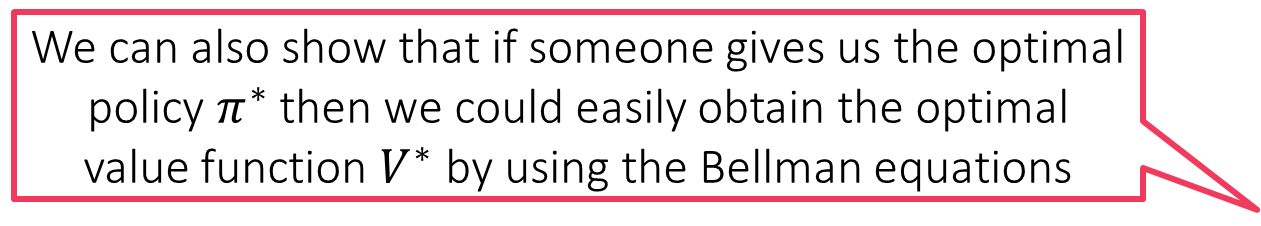 We can also show that if someone gives us the optimal
policy π* then we could easily obtain the optimal
value function V* by using the Bellman equations